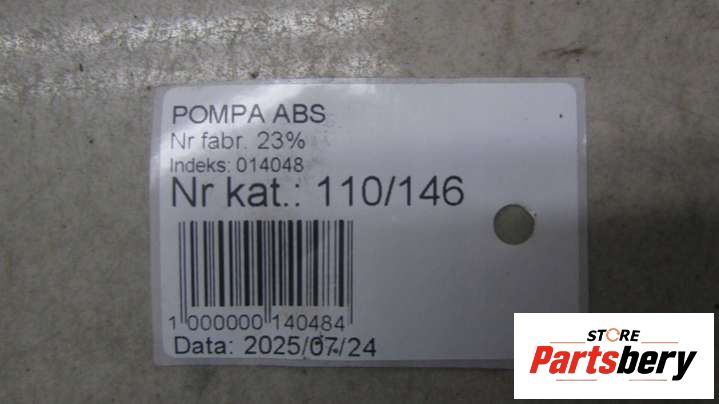 POMPA ABS
Nr fabr. 23%
Indeks: 014048
Nr kat.: 110/146
1 000000 140484
Data: 2025/07/24
STORE
Partsbery